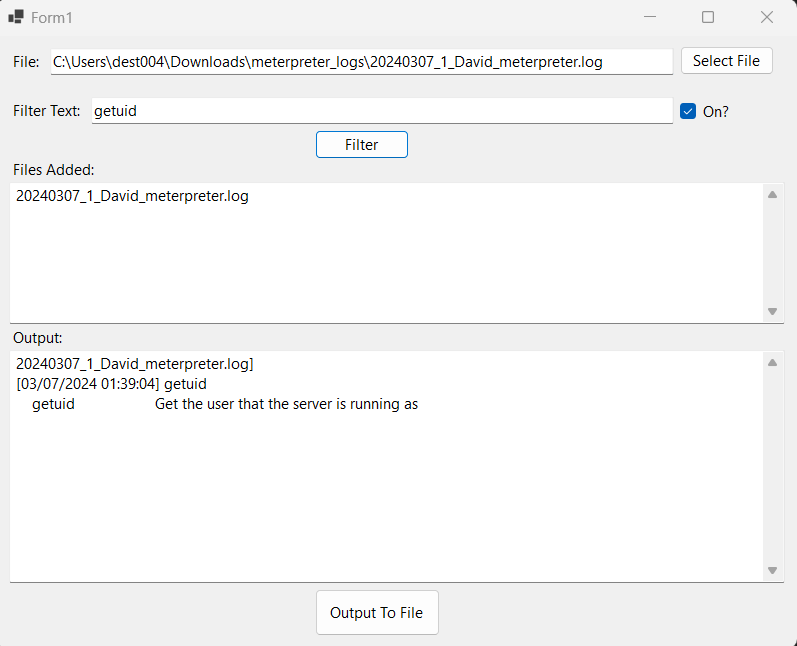 Form1
File: C:\Users\dest004\Downloads\meterpreter_logs\20240307_1_David_meterpreter.log Select File
Filter Text: getuid On?
Filter
Files Added:
20240307_1_David_meterpreter.log
Output:
20240307_1_David_meterpreter.log]
[03/07/2024 01:39:04] getuid
getuid Get the user that the server is running as
Output To File